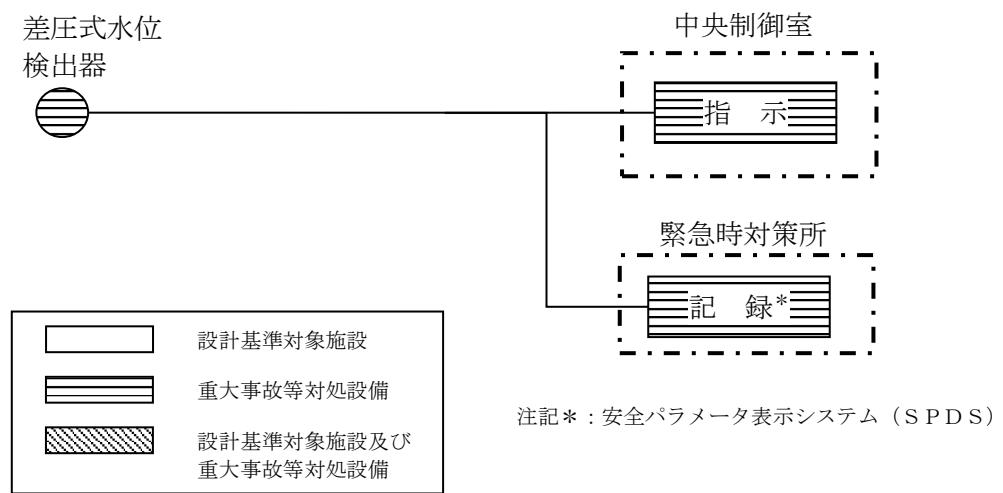 差圧式水位
検出器
中央制御室
指　示
緊急時対策所
記　録*
設計基準対象施設
重大事故等対処設備
設計基準対象施設及び
重大事故等対処設備
注記＊：安全パラメータ表示システム（ＳＰＤＳ）